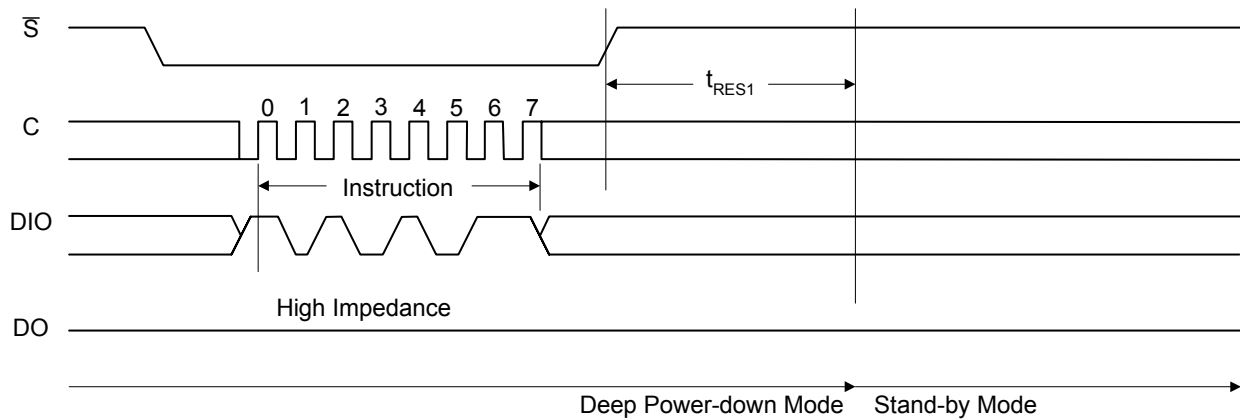 S̅
t_RES1
0 1 2 3 4 5 6 7
C
Instruction
DIO
High Impedance
DO
Deep Power-down Mode Stand-by Mode